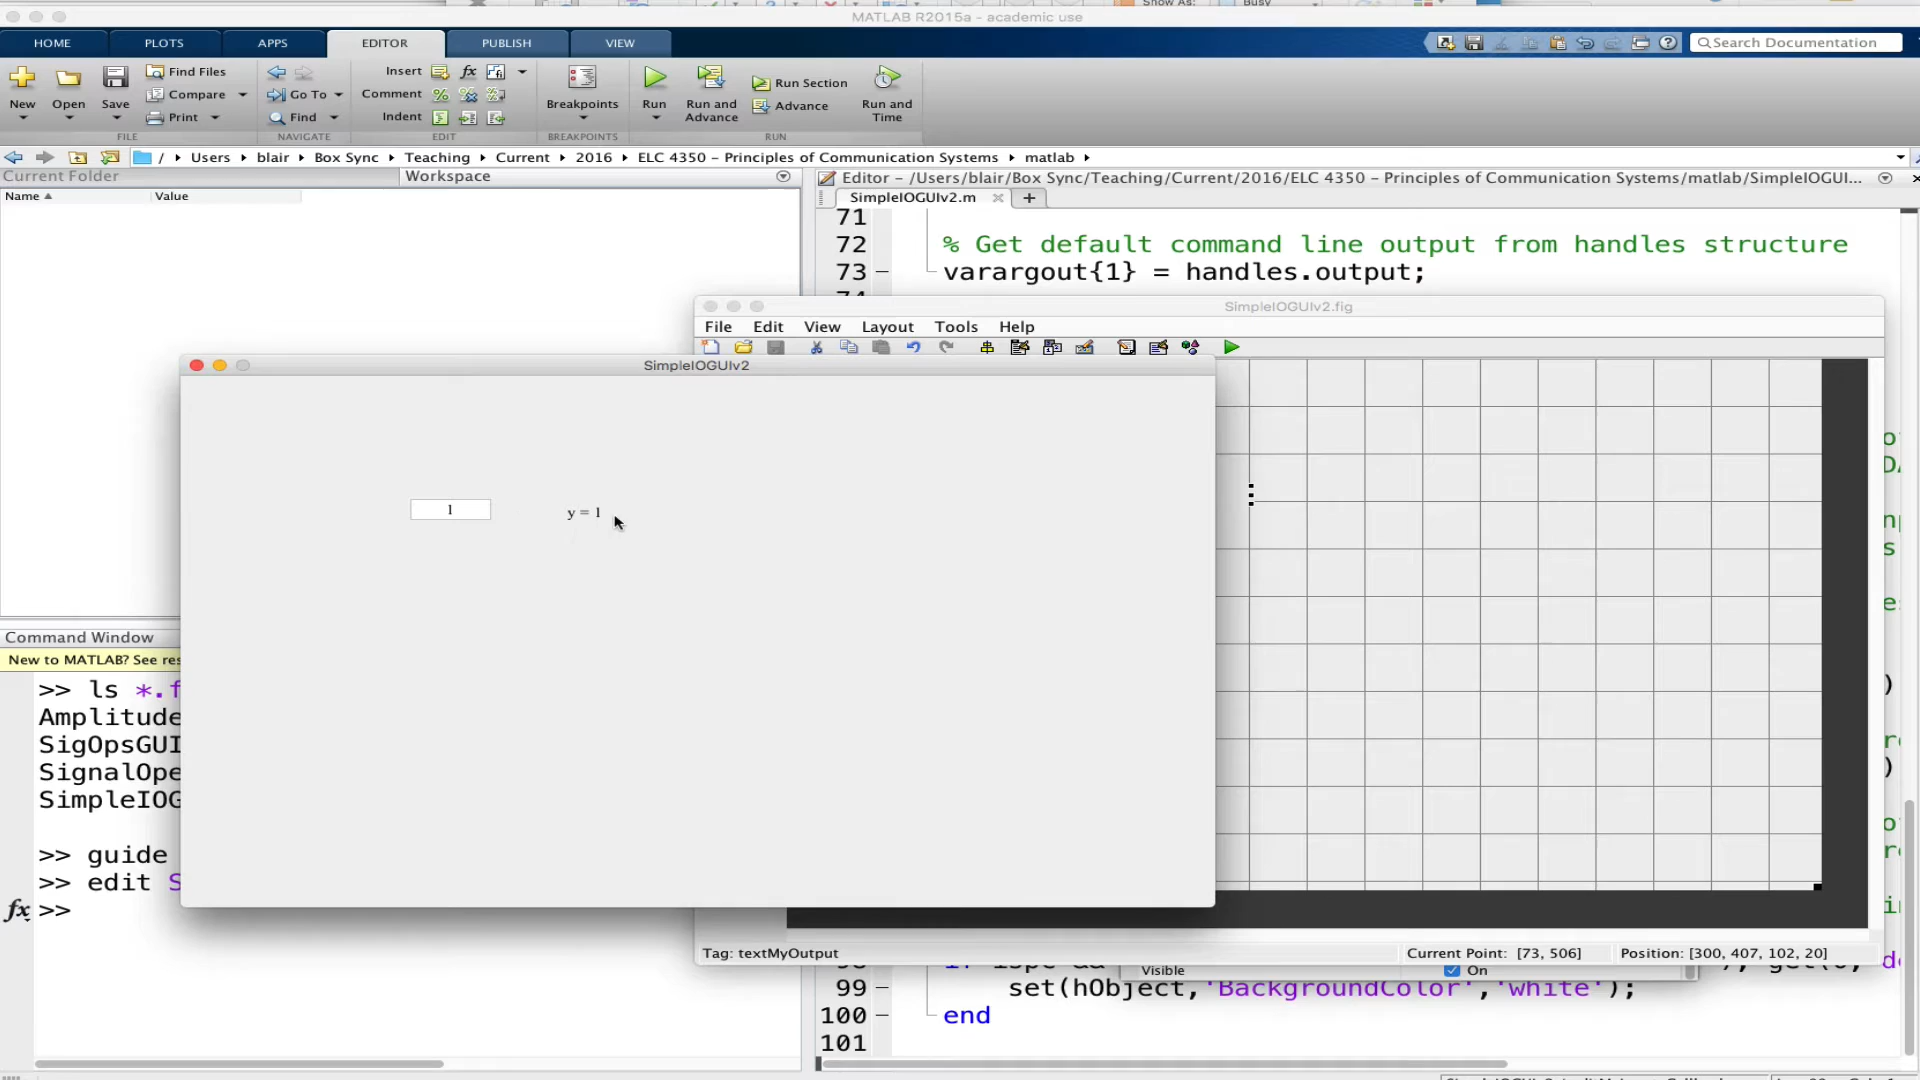 Show As:
Busy
MATLAB R2015a - academic use
HOME
PLOTS
APPS
EDITOR
PUBLISH
VIEW
Search Documentation
New
Open
Save
Find Files
Compare
Print
FILE
Go To
Find
NAVIGATE
Insert
fx
fi
Comment
Indent
EDIT
Breakpoints
BREAKPOINTS
Run
Run and Advance
Run Section
Advance
Run and Time
RUN
/ ▸ Users ▸ blair ▸ Box Sync ▸ Teaching ▸ Current ▸ 2016 ▸ ELC 4350 – Principles of Communication Systems ▸ matlab ▸
Current Folder
Workspace
Name
Value
Editor – /Users/blair/Box Sync/Teaching/Current/2016/ELC 4350 – Principles of Communication Systems/matlab/SimpleIOGUI...
SimpleIOGUIv2.m
+
71
72 % Get default command line output from handles structure
73 – varargout{1} = handles.output;
SimpleIOGUIv2.fig
File Edit View Layout Tools Help
SimpleIOGUIv2
1
y = 1
Command Window
New to MATLAB? See res
>> ls *.f
Amplitude
SigOpsGUI
SignalOpe
SimpleIOG
>> guide
>> edit S
fx >>
Tag: textMyOutput
Current Point: [73, 506]
Position: [300, 407, 102, 20]
Visible
On
99 – set(hObject,'BackgroundColor','white');
100 – end
101